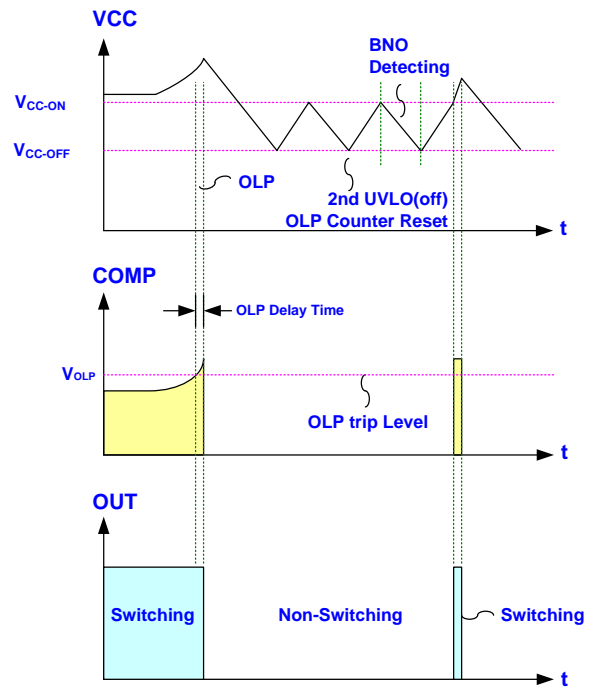 VCC
BNO
Detecting
VCC-ON
VCC-OFF
OLP
2nd UVLO(off)
OLP Counter Reset
t
COMP
OLP Delay Time
VOLP
OLP trip Level
t
OUT
Switching
Non-Switching
Switching
t